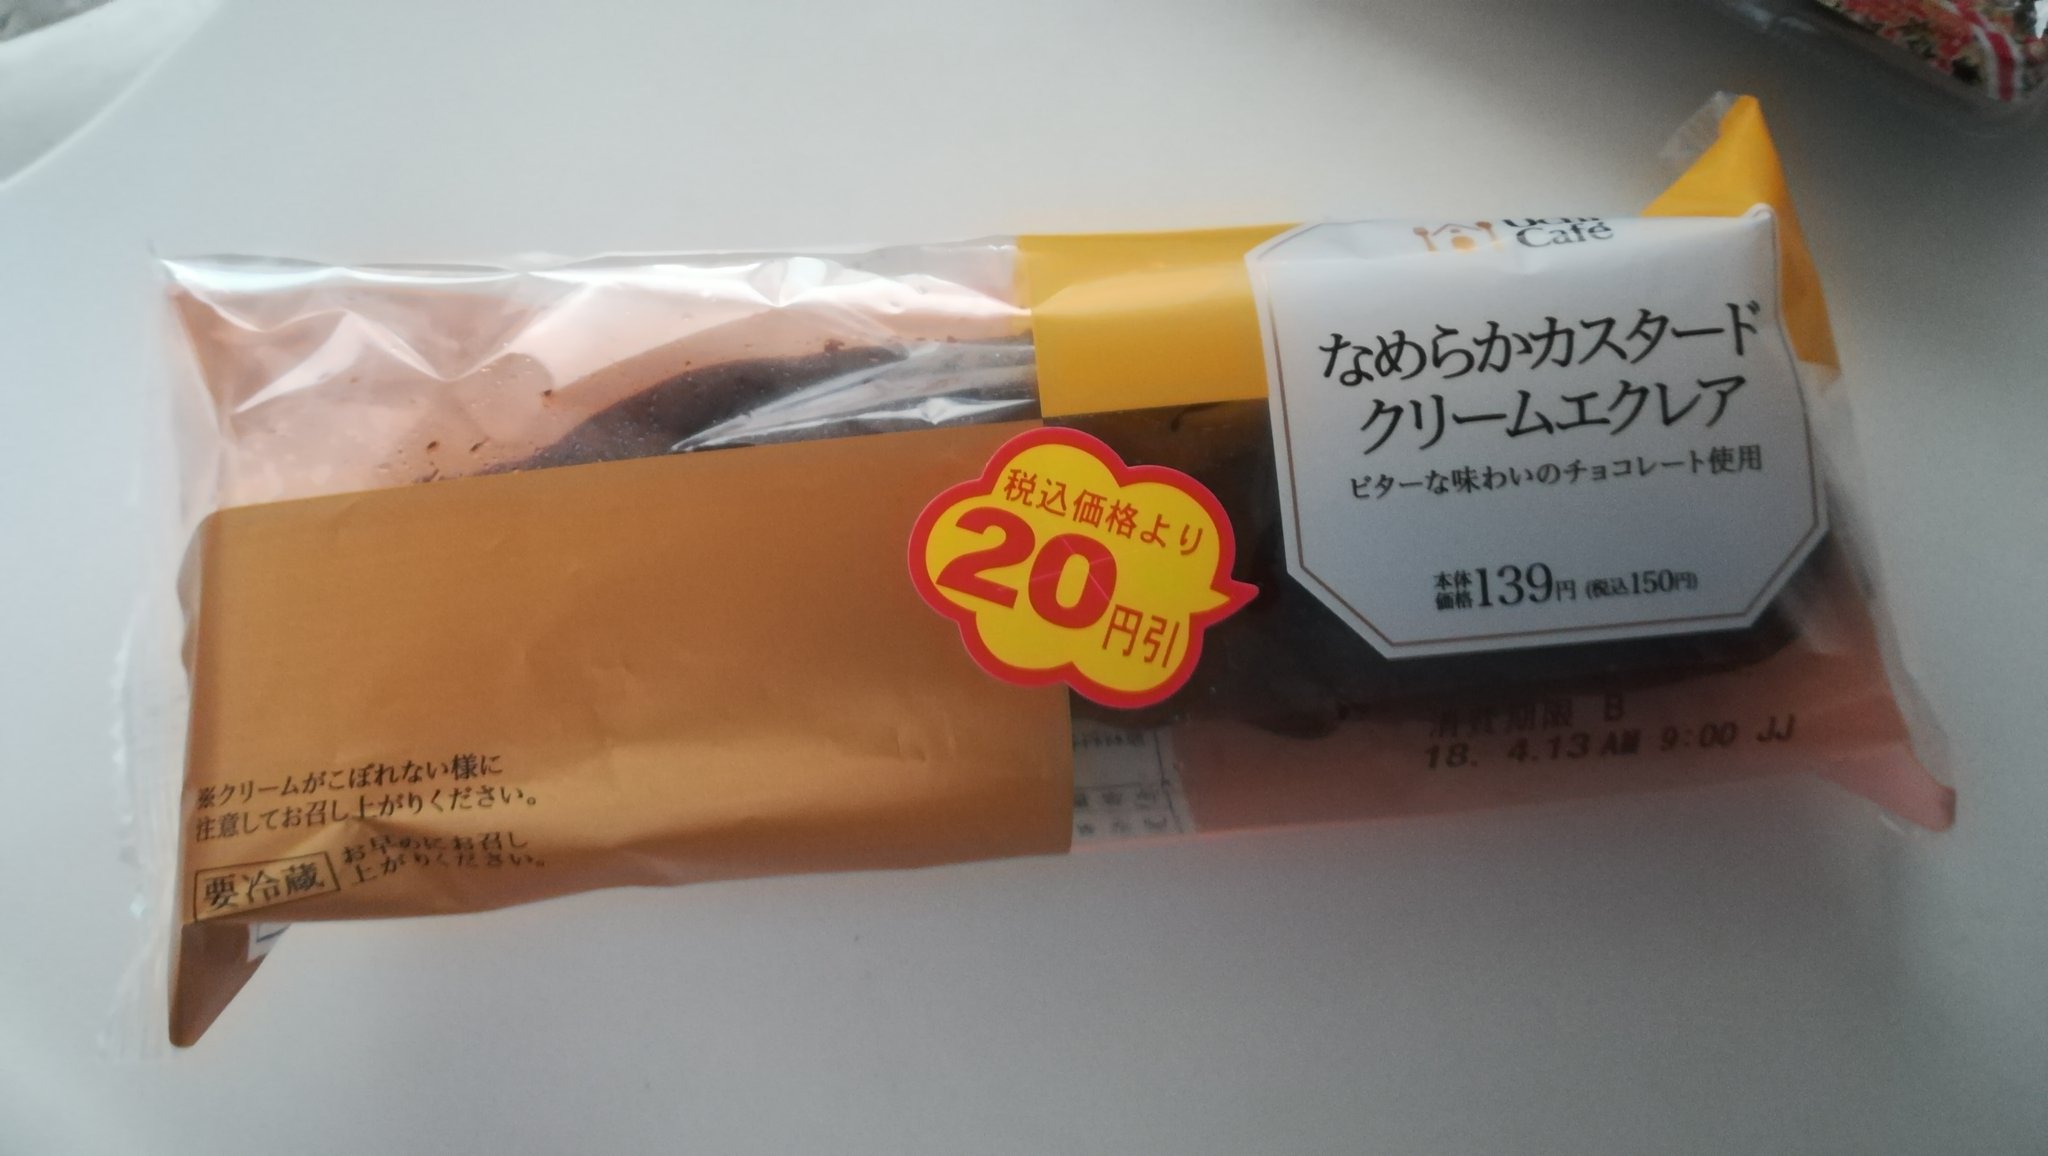 Uchi
Café
なめらかカスタード
クリームエクレア
ビターな味わいのチョコレート使用
本体価格139円(税込150円)
税込価格より
20円引
消費期限 B
18. 4.13 AM 9:00 JJ
※クリームがこぼれない様に
注意してお召し上がりください。
要冷蔵
お早めにお召し
上がりください。